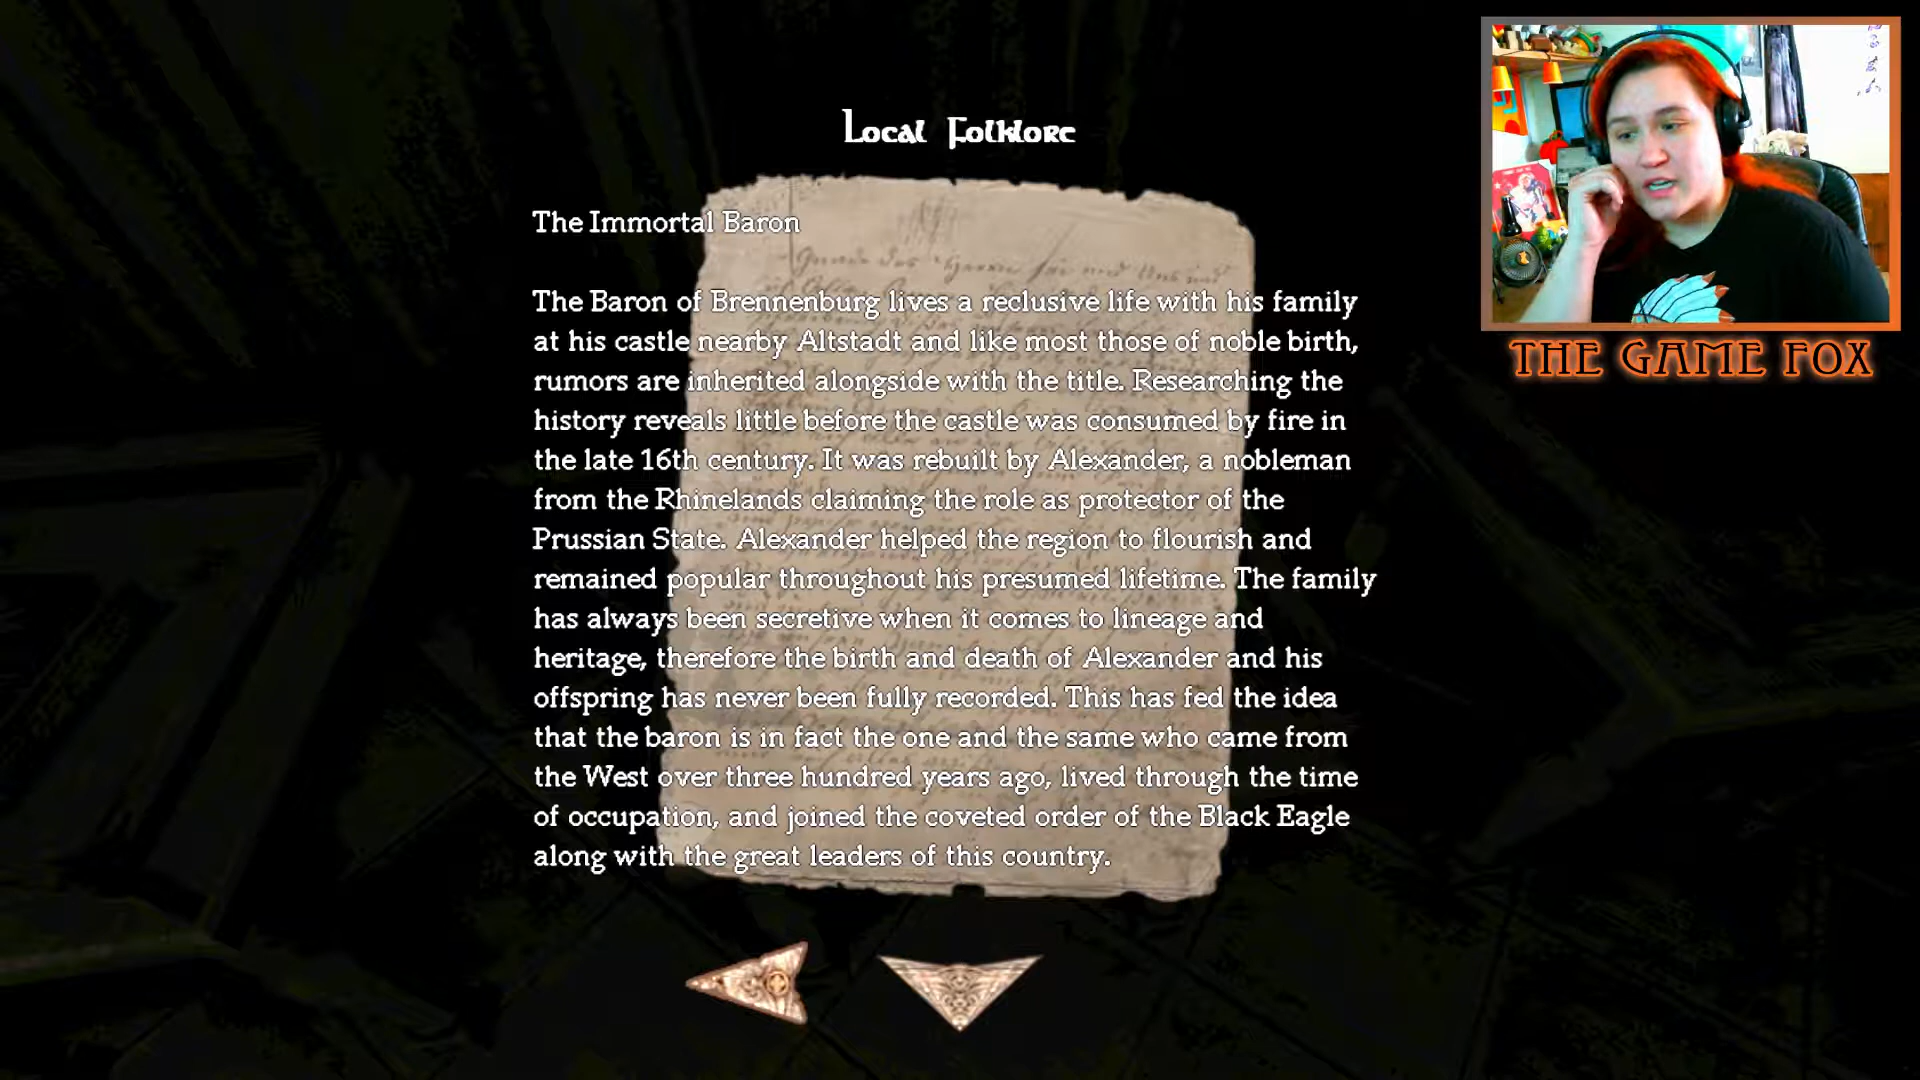 Local Folklore
The Immortal Baron
The Baron of Brennenburg lives a reclusive life with his family
at his castle nearby Altstadt and like most those of noble birth,
rumors are inherited alongside with the title. Researching the
history reveals little before the castle was consumed by fire in
the late 16th century. It was rebuilt by Alexander, a nobleman
from the Rhinelands claiming the role as protector of the
Prussian State. Alexander helped the region to flourish and
remained popular throughout his presumed lifetime. The family
has always been secretive when it comes to lineage and
heritage, therefore the birth and death of Alexander and his
offspring has never been fully recorded. This has fed the idea
that the baron is in fact the one and the same who came from
the West over three hundred years ago, lived through the time
of occupation, and joined the coveted order of the Black Eagle
along with the great leaders of this country.
THE GAME FOX